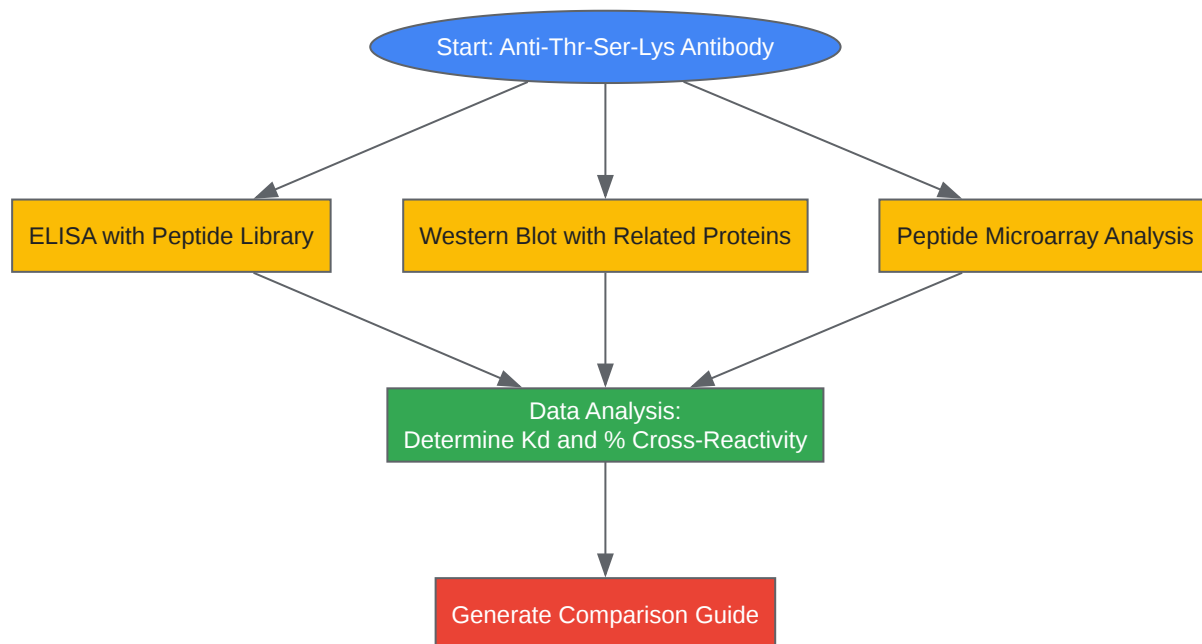 Start: Anti-Thr-Ser-Lys Antibody
ELISA with Peptide Library
Western Blot with Related Proteins
Peptide Microarray Analysis
Data Analysis:
Determine Kd and % Cross-Reactivity
Generate Comparison Guide